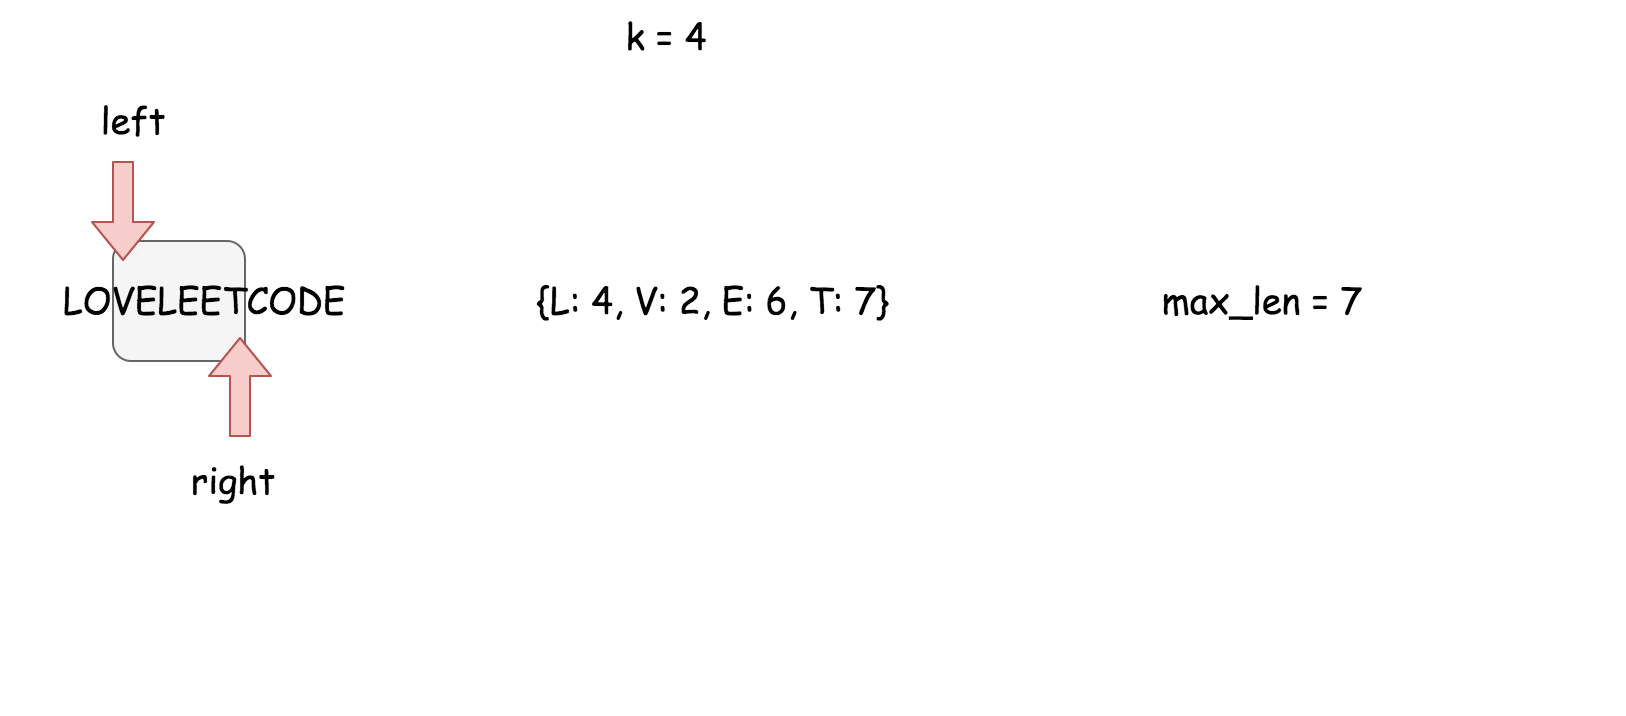 k = 4
left
LOVELEETCODE
{L: 4, V: 2, E: 6, T: 7}
max_len = 7
right